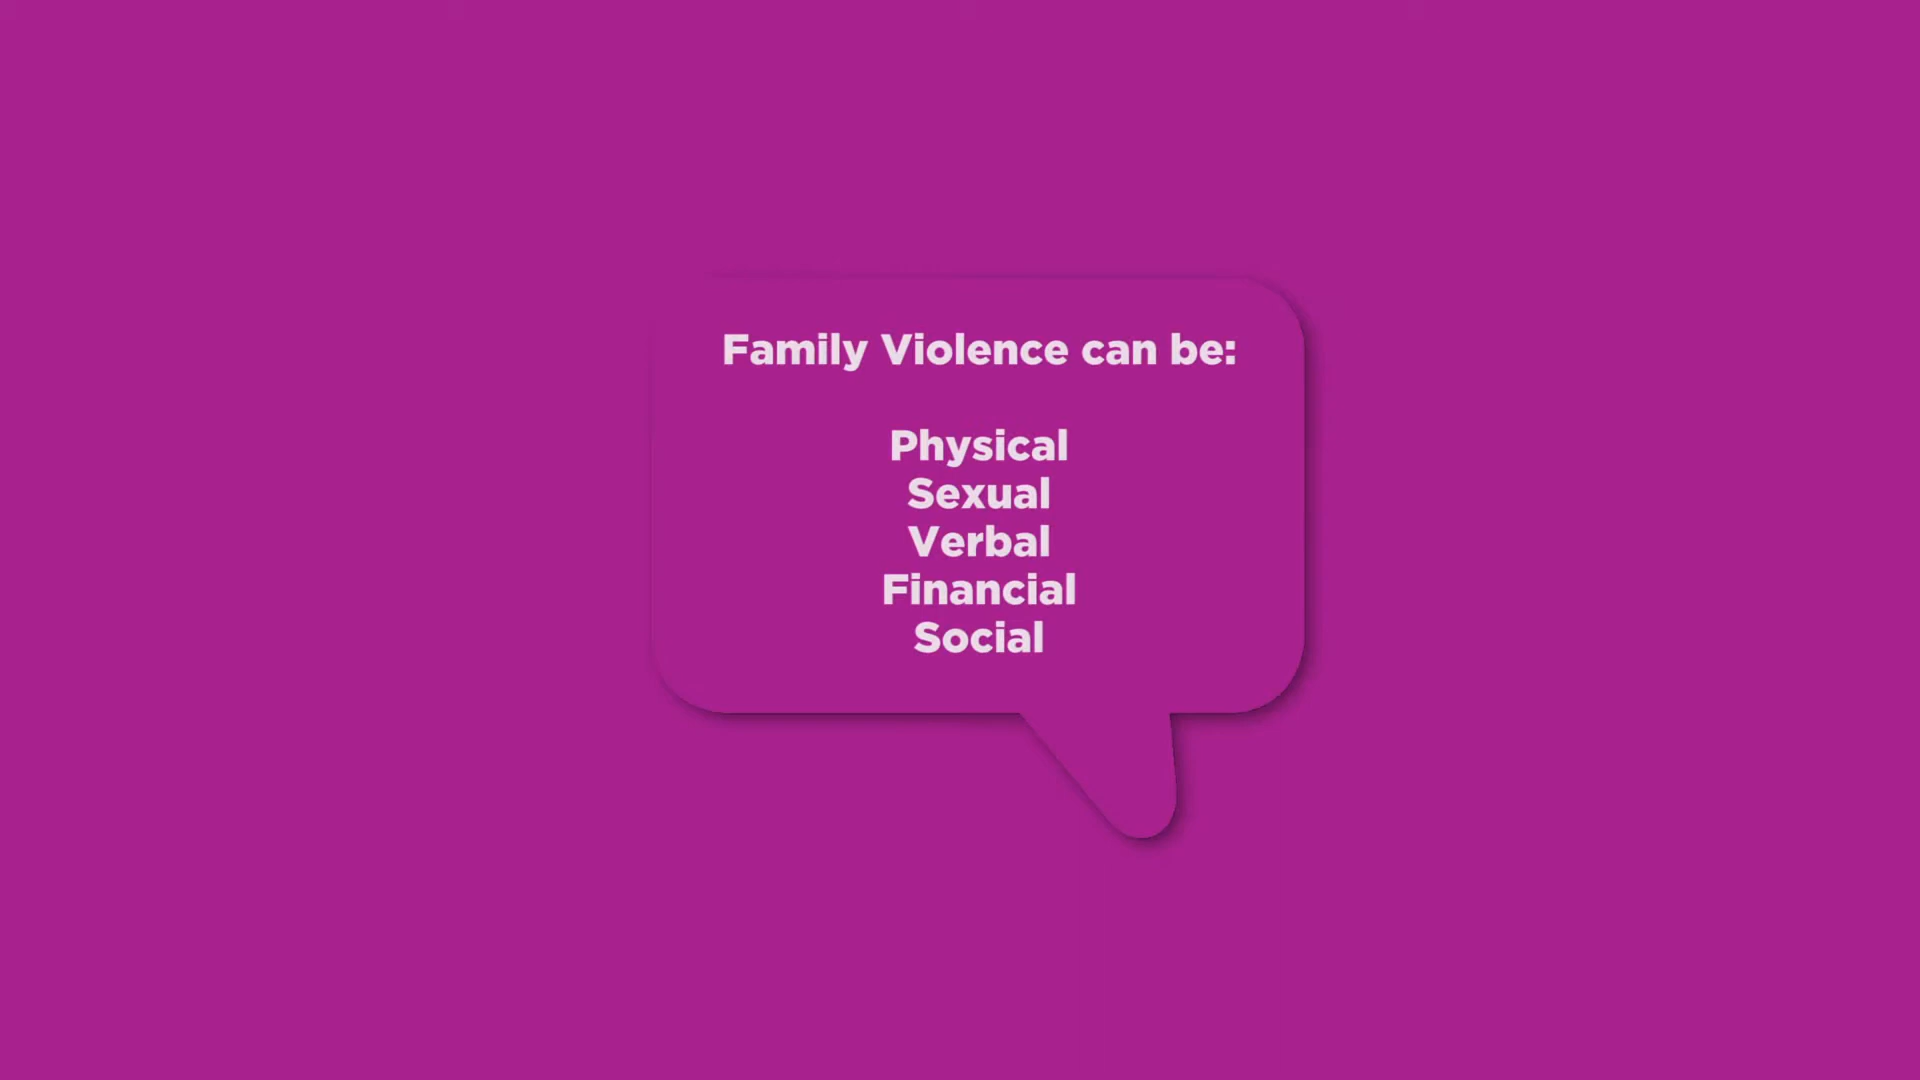 Family Violence can be:
Physical
Sexual
Verbal
Financial
Social